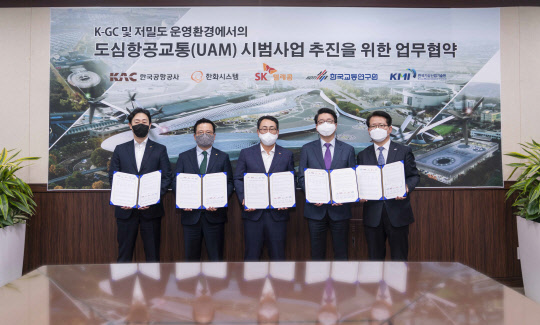 K-GC 및 저밀도 운영환경에서의
도심항공교통(UAM) 시범사업 추진을 위한 업무협약
KAC 한국공항공사 한화시스템 SK텔레콤 한국교통연구원 KHI